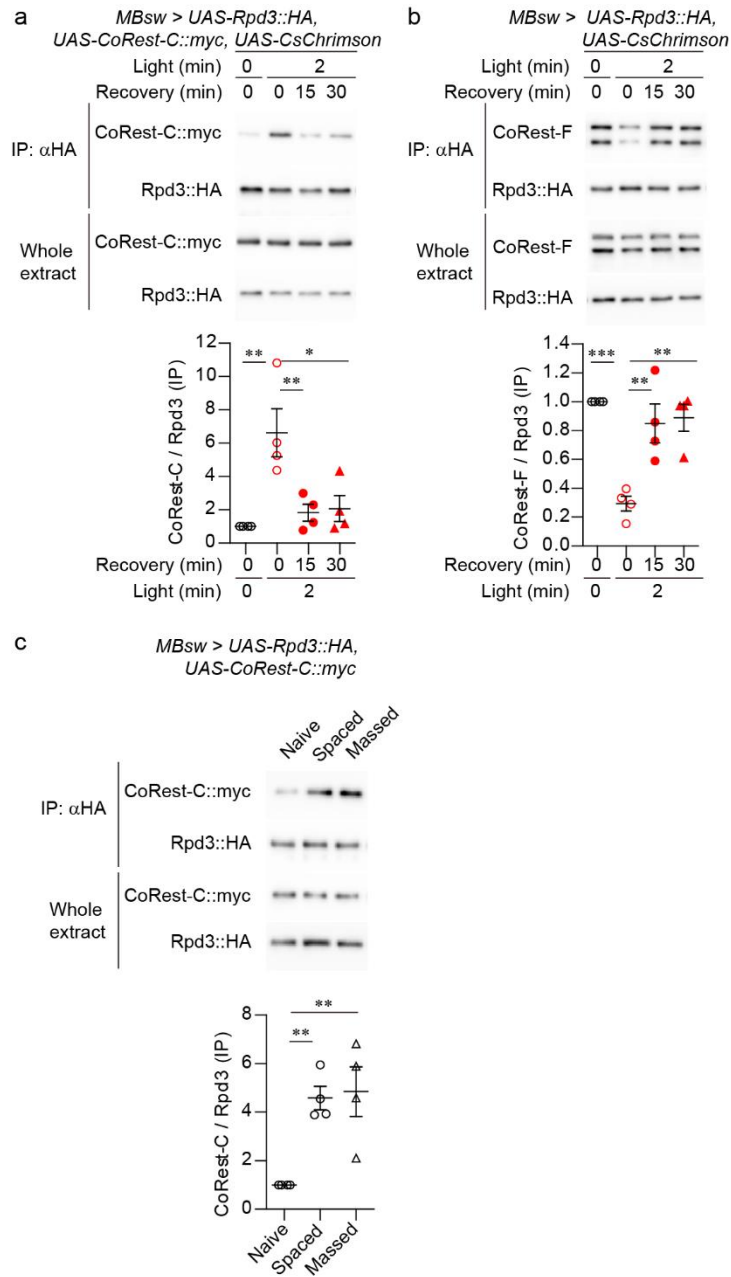 a
MBsw > UAS-Rpd3::HA,
UAS-CoRest-C::myc, UAS-CsChrimson
Light (min) 0 2
Recovery (min) 0 0 15 30
IP: αHA
CoRest-C::myc
Rpd3::HA
Whole extract
CoRest-C::myc
Rpd3::HA
CoRest-C / Rpd3 (IP)
12
10
8
6
4
2
0
** * **
Recovery (min) 0 0 15 30
Light (min) 0 2
b
MBsw > UAS-Rpd3::HA,
UAS-CsChrimson
Light (min) 0 2
Recovery (min) 0 0 15 30
IP: αHA
CoRest-F
Rpd3::HA
Whole extract
CoRest-F
Rpd3::HA
CoRest-F / Rpd3 (IP)
1.4
1.2
1.0
0.8
0.6
0.4
0.2
0
*** ** **
Recovery (min) 0 0 15 30
Light (min) 0 2
c
MBsw > UAS-Rpd3::HA,
UAS-CoRest-C::myc
Naive Spaced Massed
IP: αHA
CoRest-C::myc
Rpd3::HA
Whole extract
CoRest-C::myc
Rpd3::HA
CoRest-C / Rpd3 (IP)
8
6
4
2
0
**
**
Naive Spaced Massed